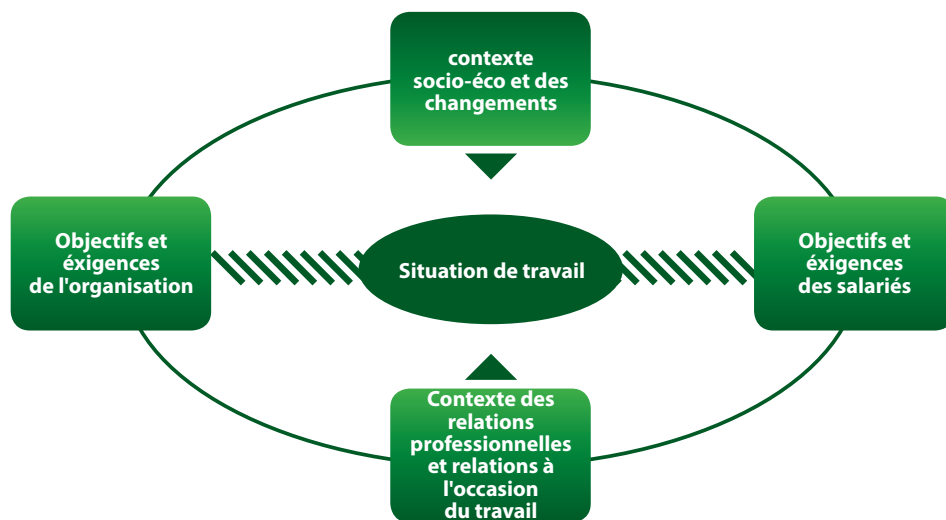 contexte
socio-éco et des
changements
Objectifs et
éxigences
de l'organisation
Situation de travail
Objectifs et
éxigences
des salariés
Contexte des
relations
professionnelles
et relations à
l'occasion
du travail